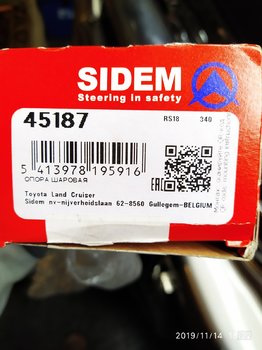 SIDEM
Steering in safety
45187
RS18 340
5 413978 195916
ОПОРА ШАРОВАЯ
EAC
Toyota Land Cruiser
Sidem nv-nijverheidslaan 62-8560 Gullegem-BELGIUM
2019/11/14